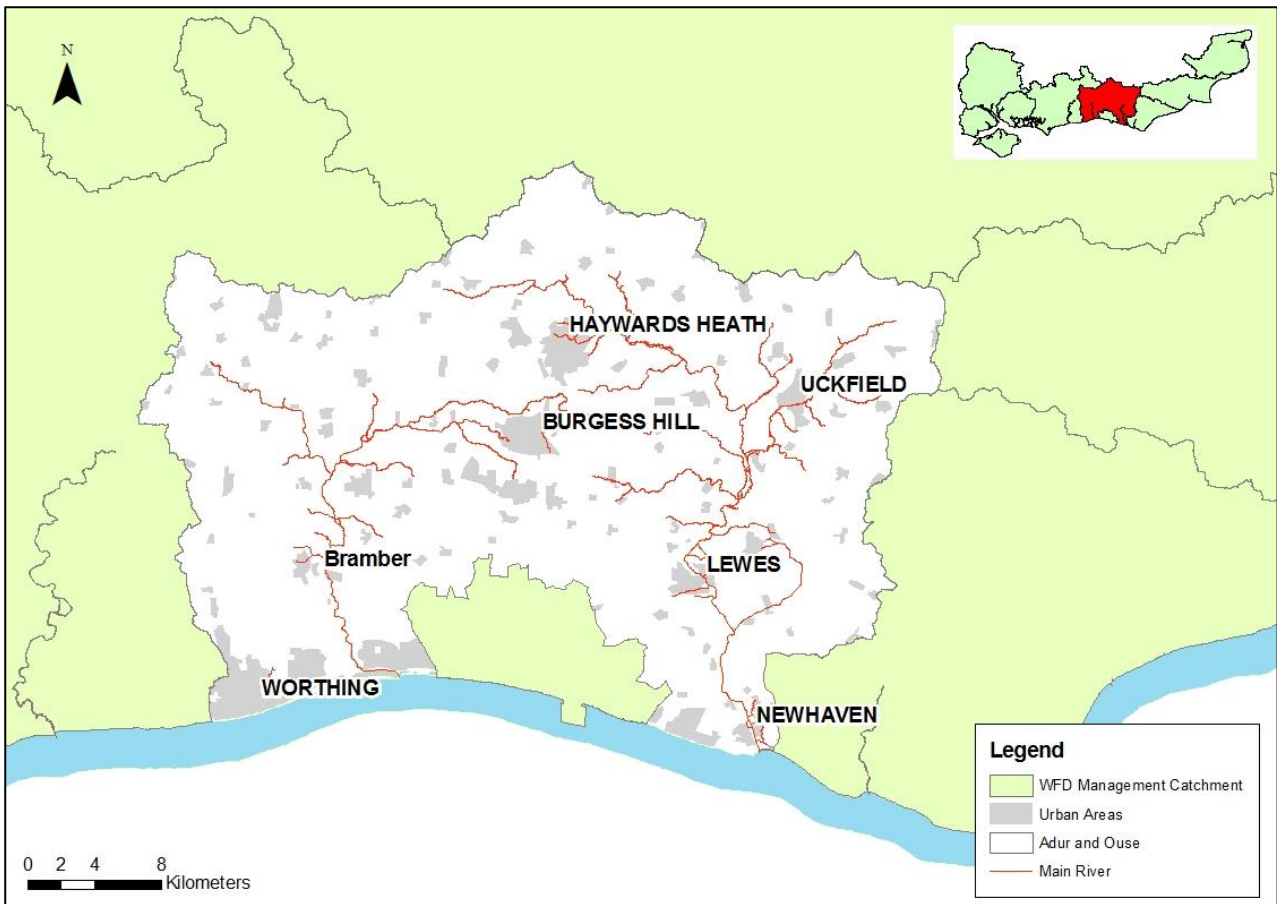 N
HAYWARDS HEATH
UCKFIELD
BURGESS HILL
Bramber
LEWES
WORTHING
NEWHAVEN
Legend
WFD Management Catchment
Urban Areas
Adur and Ouse
Main River
0 2 4 8
Kilometers